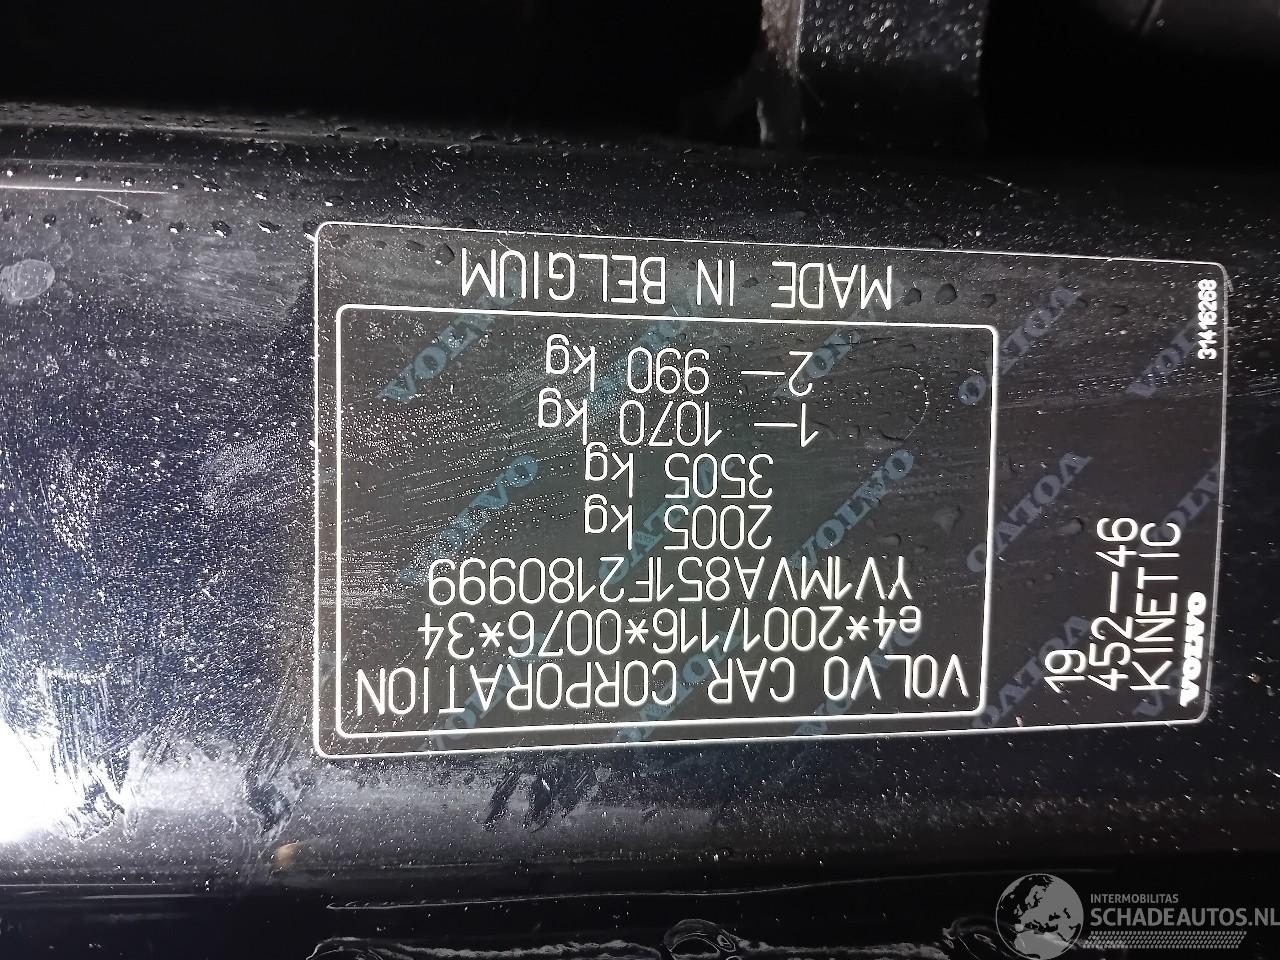 VOLVO CAR CORPORATION
e4*2001/116*0076*34
YV1MVA851F2180999
2005 kg
3505 kg
1— 1070 kg
2— 990 kg
MADE IN BELGIUM
19
452—46
KINETIC
VOLVO
31416268
INTERMOBILITAS
SCHADEAUTOS.NL